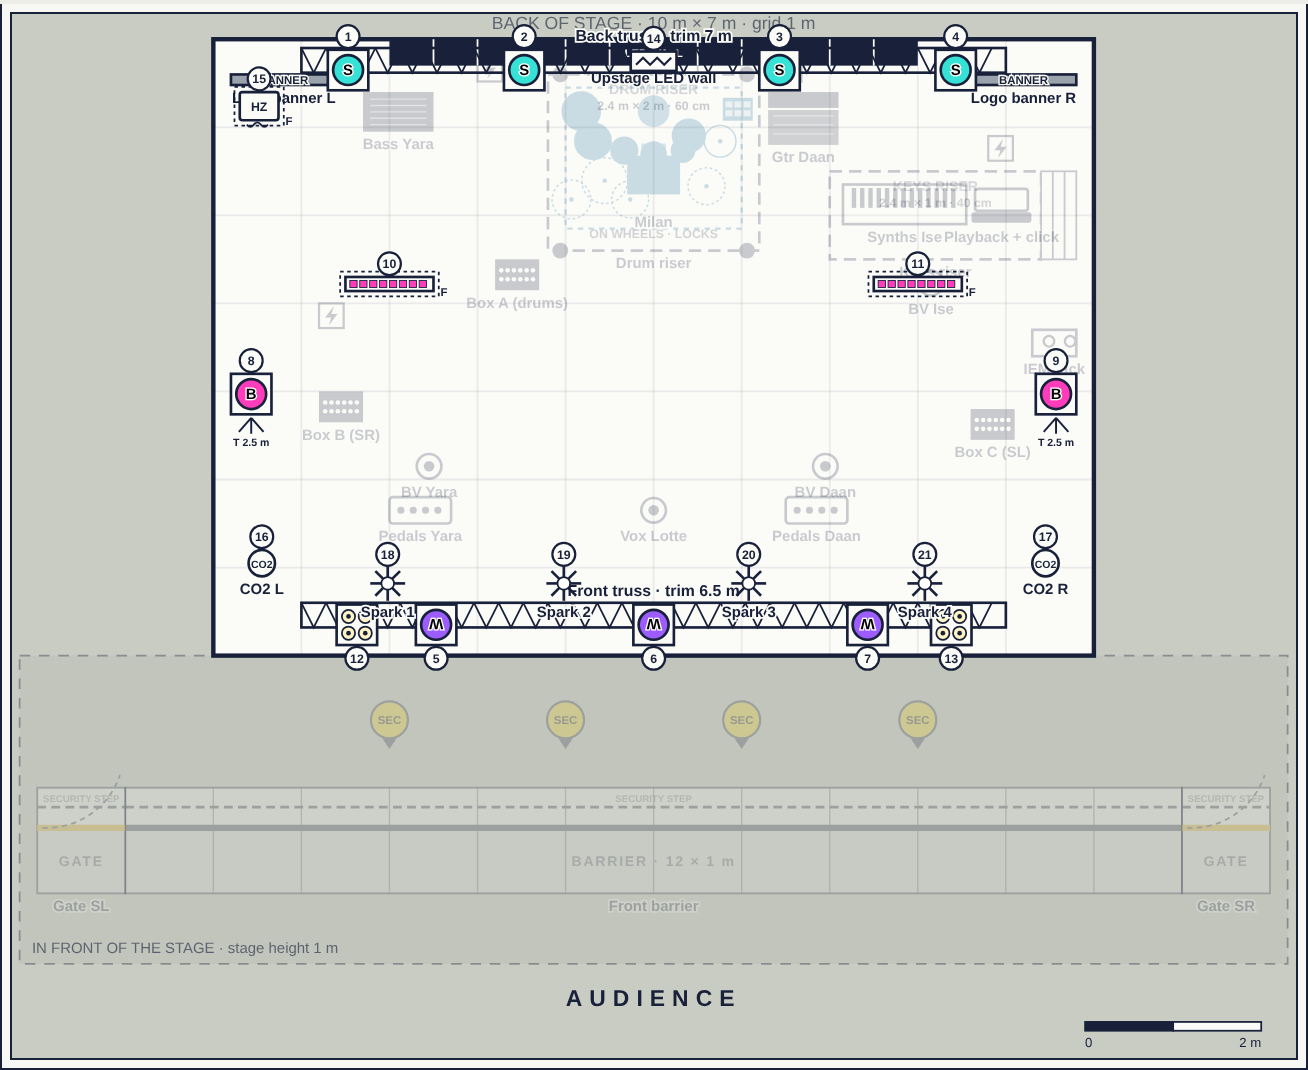 BACK OF STAGE · 10 m × 7 m · grid 1 m
1
2
14
3
4
Back truss · trim 7 m
S
S
S
S
Upstage LED wall
15
BANNER
BANNER
Logo banner L
Logo banner R
HZ
F
DRUM RISER
2.4 m × 2 m · 60 cm
Bass Yara
Gtr Daan
KEYS RISER
2.4 m × 1 m · 40 cm
Milan
ON WHEELS · LOCKS
Synths Ise
Playback + click
Drum riser
10
11
F
F
Box A (drums)
BV Ise
8
9
IEM rack
B
B
T 2.5 m
T 2.5 m
Box B (SR)
Box C (SL)
BV Yara
BV Daan
Pedals Yara
Vox Lotte
Pedals Daan
16
17
18
19
20
21
CO2
CO2
CO2 L
CO2 R
Front truss · trim 6.5 m
Spark 1
Spark 2
Spark 3
Spark 4
W
W
W
12
5
6
7
13
SEC
SEC
SEC
SEC
SECURITY STEP
SECURITY STEP
SECURITY STEP
GATE
BARRIER · 12 × 1 m
GATE
Gate SL
Front barrier
Gate SR
IN FRONT OF THE STAGE · stage height 1 m
AUDIENCE
0
2 m